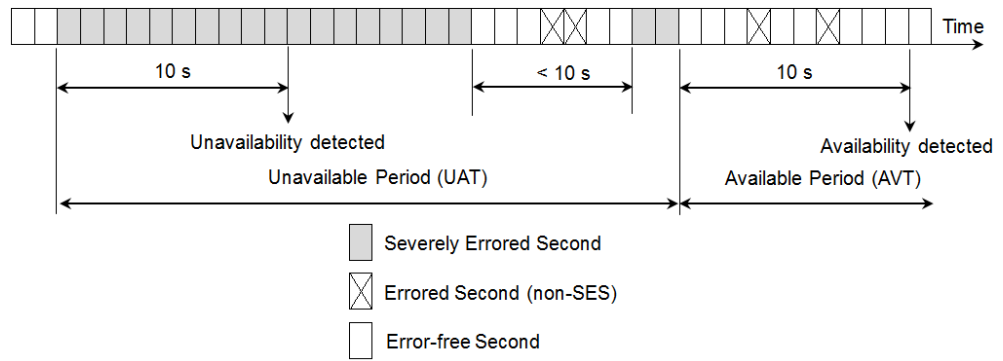 Time
10 s
< 10 s
10 s
Unavailability detected
Availability detected
Unavailable Period (UAT)
Available Period (AVT)
Severely Errored Second
Errored Second (non-SES)
Error-free Second